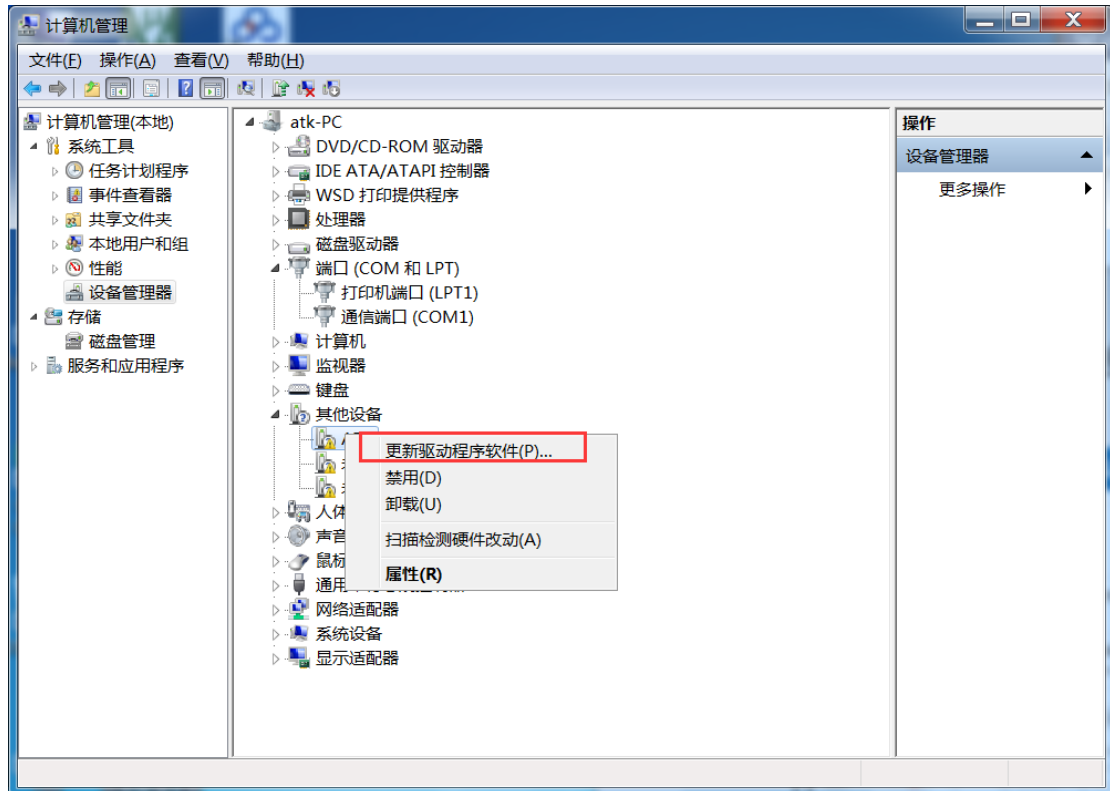 计算机管理
文件(F) 操作(A) 查看(V) 帮助(H)
计算机管理(本地)
系统工具
任务计划程序
事件查看器
共享文件夹
本地用户和组
性能
设备管理器
存储
磁盘管理
服务和应用程序
atk-PC
DVD/CD-ROM 驱动器
IDE ATA/ATAPI 控制器
WSD 打印提供程序
处理器
磁盘驱动器
端口 (COM 和 LPT)
打印机端口 (LPT1)
通信端口 (COM1)
计算机
监视器
键盘
其他设备
人体
声音
鼠标
通用
网络适配器
系统设备
显示适配器
更新驱动程序软件(P)...
禁用(D)
卸载(U)
扫描检测硬件改动(A)
属性(R)
操作
设备管理器
更多操作